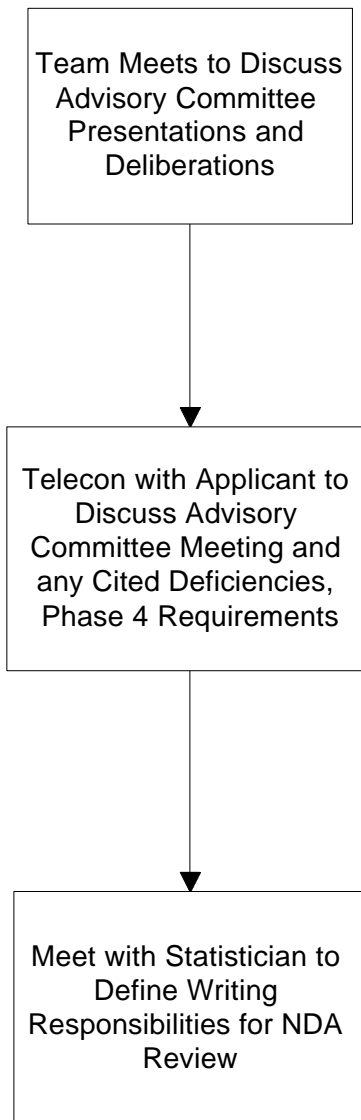 Team Meets to Discuss
Advisory Committee
Presentations and
Deliberations
Telecon with Applicant to
Discuss Advisory
Committee Meeting and
any Cited Deficiencies,
Phase 4 Requirements
Meet with Statistician to
Define Writing
Responsibilities for NDA
Review